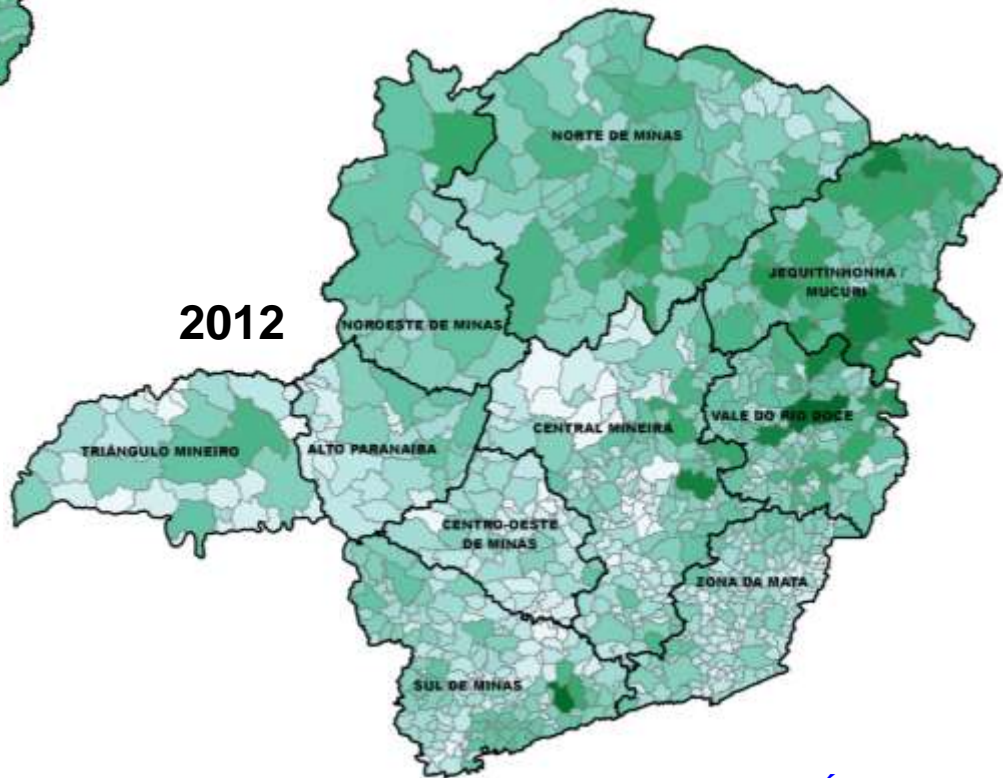 NORTE DE MINAS
JEQUITINHONHA /
MUCURI
2012
NOROESTE DE MINAS
VALE DO RIO DOCE
CENTRAL MINEIRA
TRIÂNGULO MINEIRO
ALTO PARANAÍBA
CENTRO-OESTE
DE MINAS
ZONA DA MATA
SUL DE MINAS